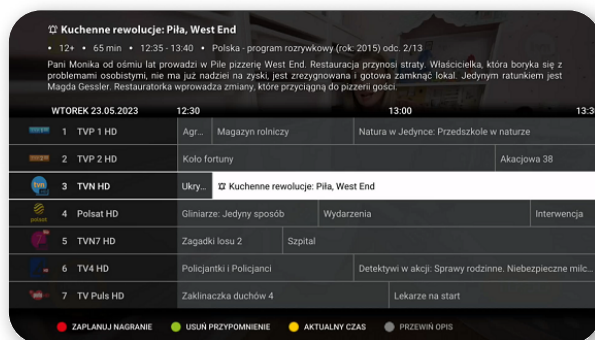 Kuchenne rewolucje: Piła, West End
• 12+ • 65 min • 12:35 - 13:40 • Polska - program rozrywkowy (rok: 2015) odc. 2/13
Pani Monika od ośmiu lat prowadzi w Pile pizzerię West End. Restauracja przynosi straty. Właścicielka, która boryka się z
problemami osobistymi, nie ma już nadziei na zyski, jest zrezygnowana i gotowa zamknąć lokal. Jedynym ratunkiem jest
Magda Gessler. Restauratorka wprowadza zmiany, które przyciągną do pizzerii gości.
WTOREK 23.05.2023 12:30 13:00 13:3
1 TVP 1 HD Agr... Magazyn rolniczy Natura w Jedynce: Przedszkole w naturze
2 TVP 2 HD Koło fortuny Akacjowa 38
tvn 3 TVN HD Ukry... Kuchenne rewolucje: Piła, West End
polsat 4 Polsat HD Gliniarze: Jedyny sposób Wydarzenia Interwencja
5 TVN7 HD Zagadki losu 2 Szpital
6 TV4 HD Policjantki i Policjanci Detektywi w akcji: Sprawy rodzinne. Niebezpieczne milc...
7 TV Puls HD Zaklinaczka duchów 4 Lekarze na start
ZAPLANUJ NAGRANIE USUŃ PRZYPOMNIENIE AKTUALNY CZAS PRZEWIŃ OPIS